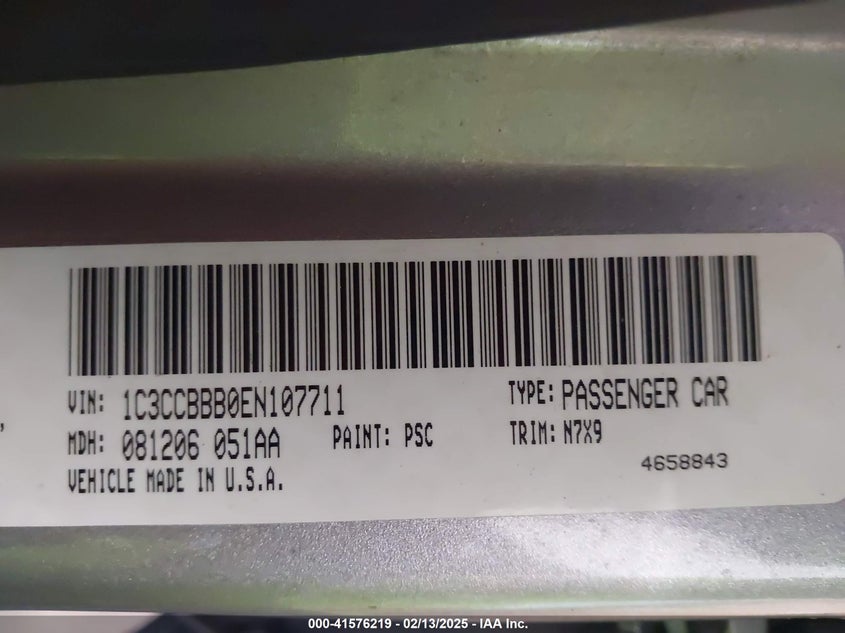 VIN: 1C3CCBBB0EN107711 TYPE: PASSENGER CAR
MDH: 081206 051AA PAINT: PSC TRIM: N7X9
VEHICLE MADE IN U.S.A. 4658843
000-41576219 - 02/13/2025 - IAA Inc.